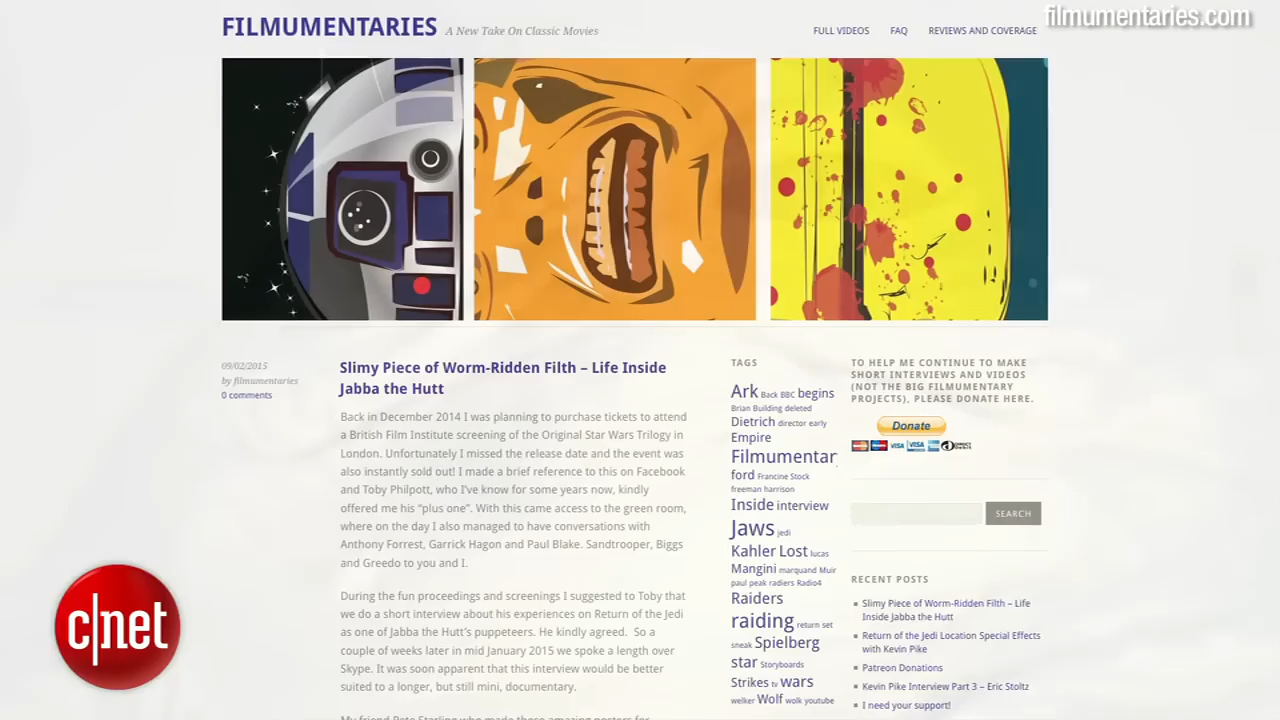 filmumentaries.com
FILMUMENTARIES A New Take On Classic Movies
FULL VIDEOS FAQ REVIEWS AND COVERAGE
09/02/2015
by filmumentaries
0 comments
Slimy Piece of Worm-Ridden Filth – Life Inside
Jabba the Hutt
Back in December 2014 I was planning to purchase tickets to attend
a British Film Institute screening of the Original Star Wars Trilogy in
London. Unfortunately I missed the release date and the event was
also instantly sold out! I made a brief reference to this on Facebook
and Toby Philpott, who I've know for some years now, kindly
offered me his "plus one". With this came access to the green room,
where on the day I also managed to have conversations with
Anthony Forrest, Garrick Hagon and Paul Blake. Sandtrooper, Biggs
and Greedo to you and I.
During the fun proceedings and screenings I suggested to Toby that
we do a short interview about his experiences on Return of the Jedi
as one of Jabba the Hutt's puppeteers. He kindly agreed. So a
couple of weeks later in mid January 2015 we spoke a length over
Skype. It was soon apparent that this interview would be better
suited to a longer, but still mini, documentary.
My friend Pete Starling who made those amazing posters for
TAGS
Ark Back BBC begins
Brian Building deleted
Dietrich director early
Empire
Filmumentar
ford Francine Stock
freeman harrison
Inside interview
Jaws jedi
Kahler Lost lucas
Mangini marquand Muir
paul peak radiers Radio4
Raiders
raiding return set
sneak Spielberg
star Storyboards
Strikes tv wars
welker Wolf wolk youtube
TO HELP ME CONTINUE TO MAKE
SHORT INTERVIEWS AND VIDEOS
(NOT THE BIG FILMUMENTARY
PROJECTS), PLEASE DONATE HERE.
Donate
VISA VISA
SEARCH
RECENT POSTS
Slimy Piece of Worm-Ridden Filth – Life
Inside Jabba the Hutt
Return of the Jedi Location Special Effects
with Kevin Pike
Patreon Donations
Kevin Pike Interview Part 3 – Eric Stoltz
I need your support!
c|net